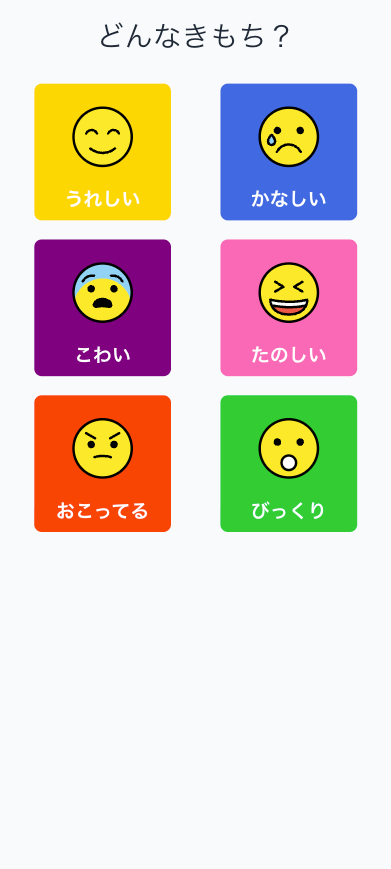 どんなきもち？
うれしい
かなしい
こわい
たのしい
おこってる
びっくり